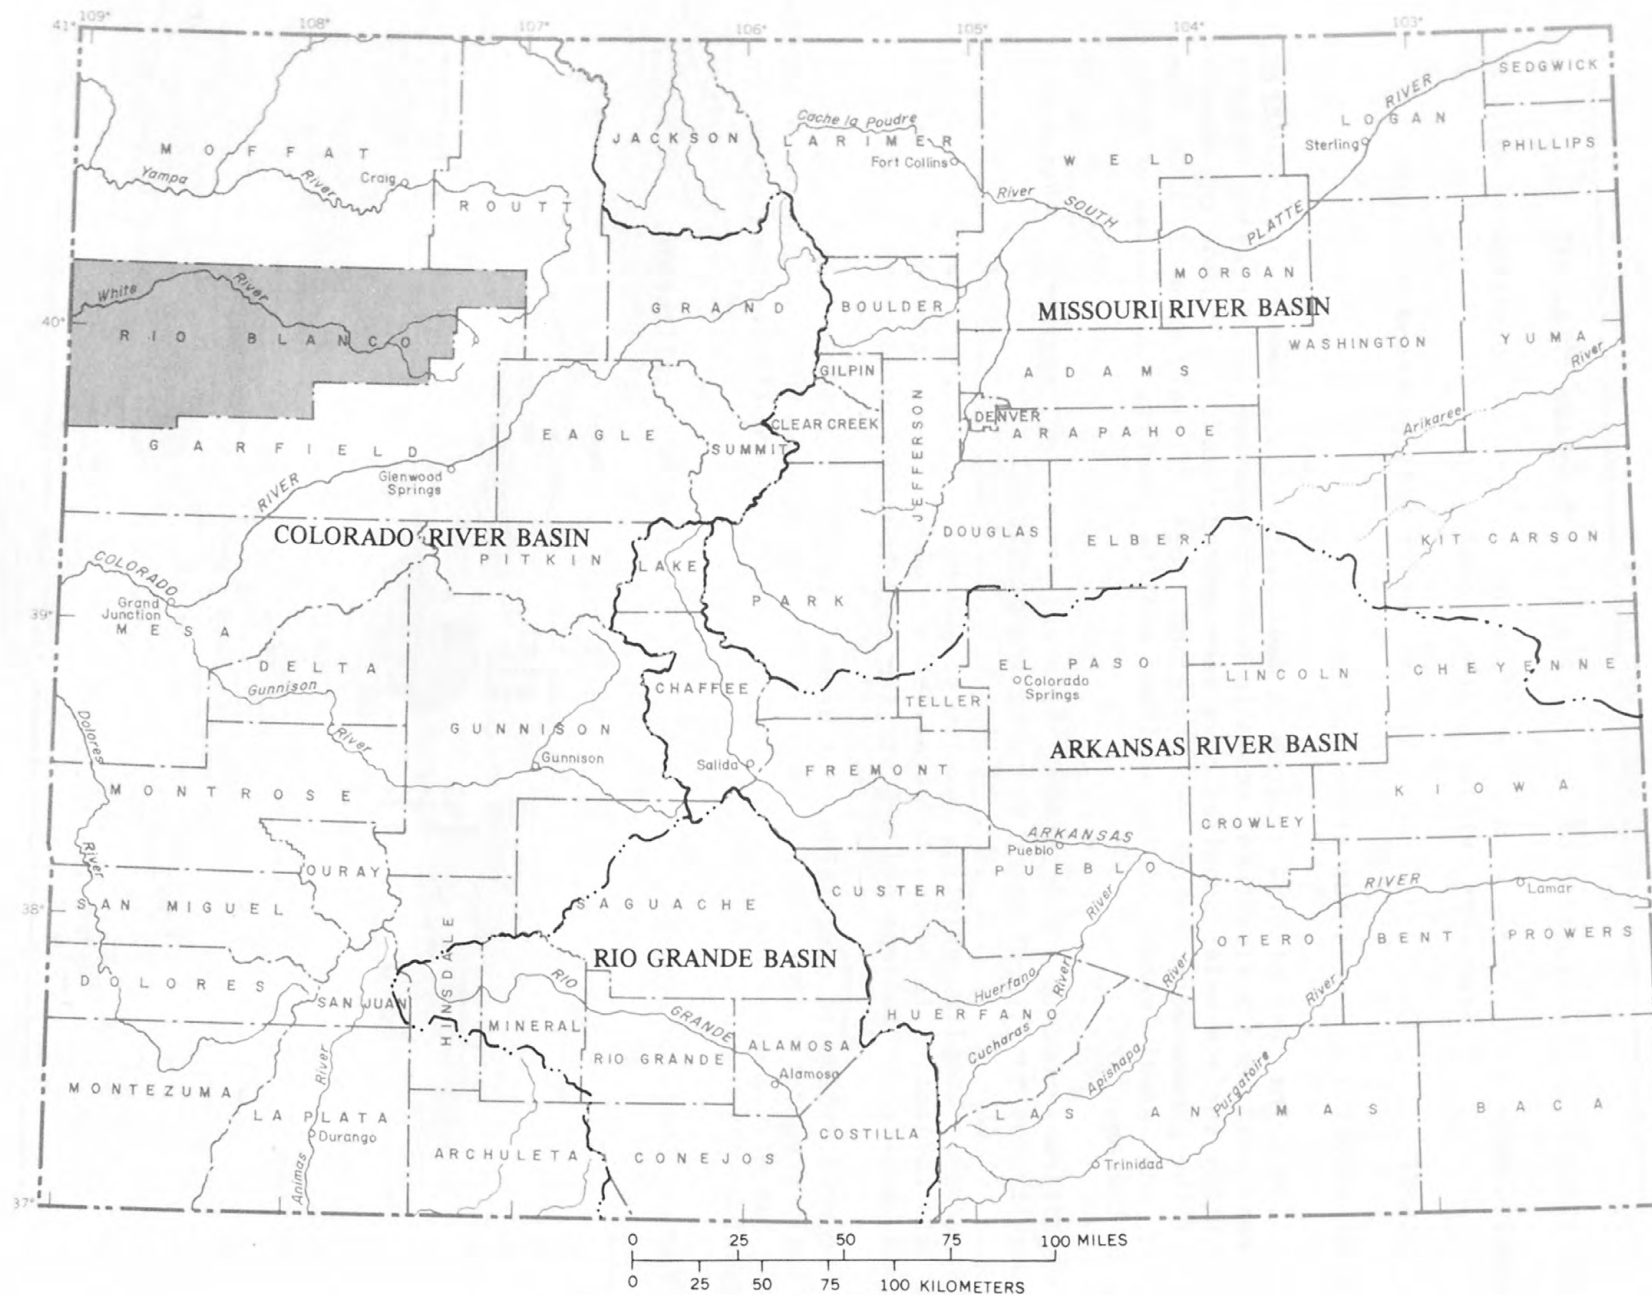 109°
108°
107°
106°
105°
104°
103°
41°
SEDGWICK
RIVER
LOGAN
Sterling
PHILLIPS
JACKSON
Cache la Poudre
LARIMER
Fort Collins
WELD
MOFFAT
Yampa
River
Craig
ROUTT
River
SOUTH
PLATTE
MORGAN
White
River
GRAND
BOULDER
MISSOURI RIVER BASIN
40°
RIO BLANCO
WASHINGTON
YUMA
River
GILPIN
ADAMS
JEFFERSON
DENVER
Arikaree
CLEAR CREEK
ARAPAHOE
GARFIELD
EAGLE
SUMMIT
Glenwood
Springs
RIVER
COLORADO RIVER BASIN
PITKIN
LAKE
DOUGLAS
ELBERT
KIT CARSON
COLORADO
Grand
Junction
39°
MESA
PARK
DELTA
Gunnison
CHAFFEE
EL PASO
Colorado
Springs
LINCOLN
CHEYENNE
TELLER
Dolores
River
GUNNISON
Gunnison
Salida
FREMONT
ARKANSAS RIVER BASIN
MONTROSE
KIOWA
CROWLEY
ARKANSAS
Pueblo
PUEBLO
River
OURAY
CUSTER
RIVER
Lamar
SAN MIGUEL
38°
SAGUACHE
River
HINSDALE
RIO GRANDE BASIN
OTERO
BENT
PROWERS
DOLORES
SAN JUAN
RIO
GRANDE
Huerfano
River
River
River
HUERFANO
MINERAL
RIO GRANDE
ALAMOSA
Alamosa
Cucharas
Apishapa
Purgatoire
MONTEZUMA
River
LA PLATA
Durango
Animas
ARCHULETA
CONEJOS
COSTILLA
LAS ANIMAS
BACA
Trinidad
37°
0 25 50 75 100 MILES
0 25 50 75 100 KILOMETERS